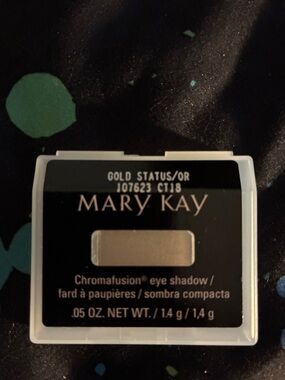 GOLD STATUS/OR
107623 CT18
MARY KAY
Chromafusion® eye shadow /
fard à paupières / sombra compacta
.05 OZ. NET WT. / 1.4 g / 1,4 g